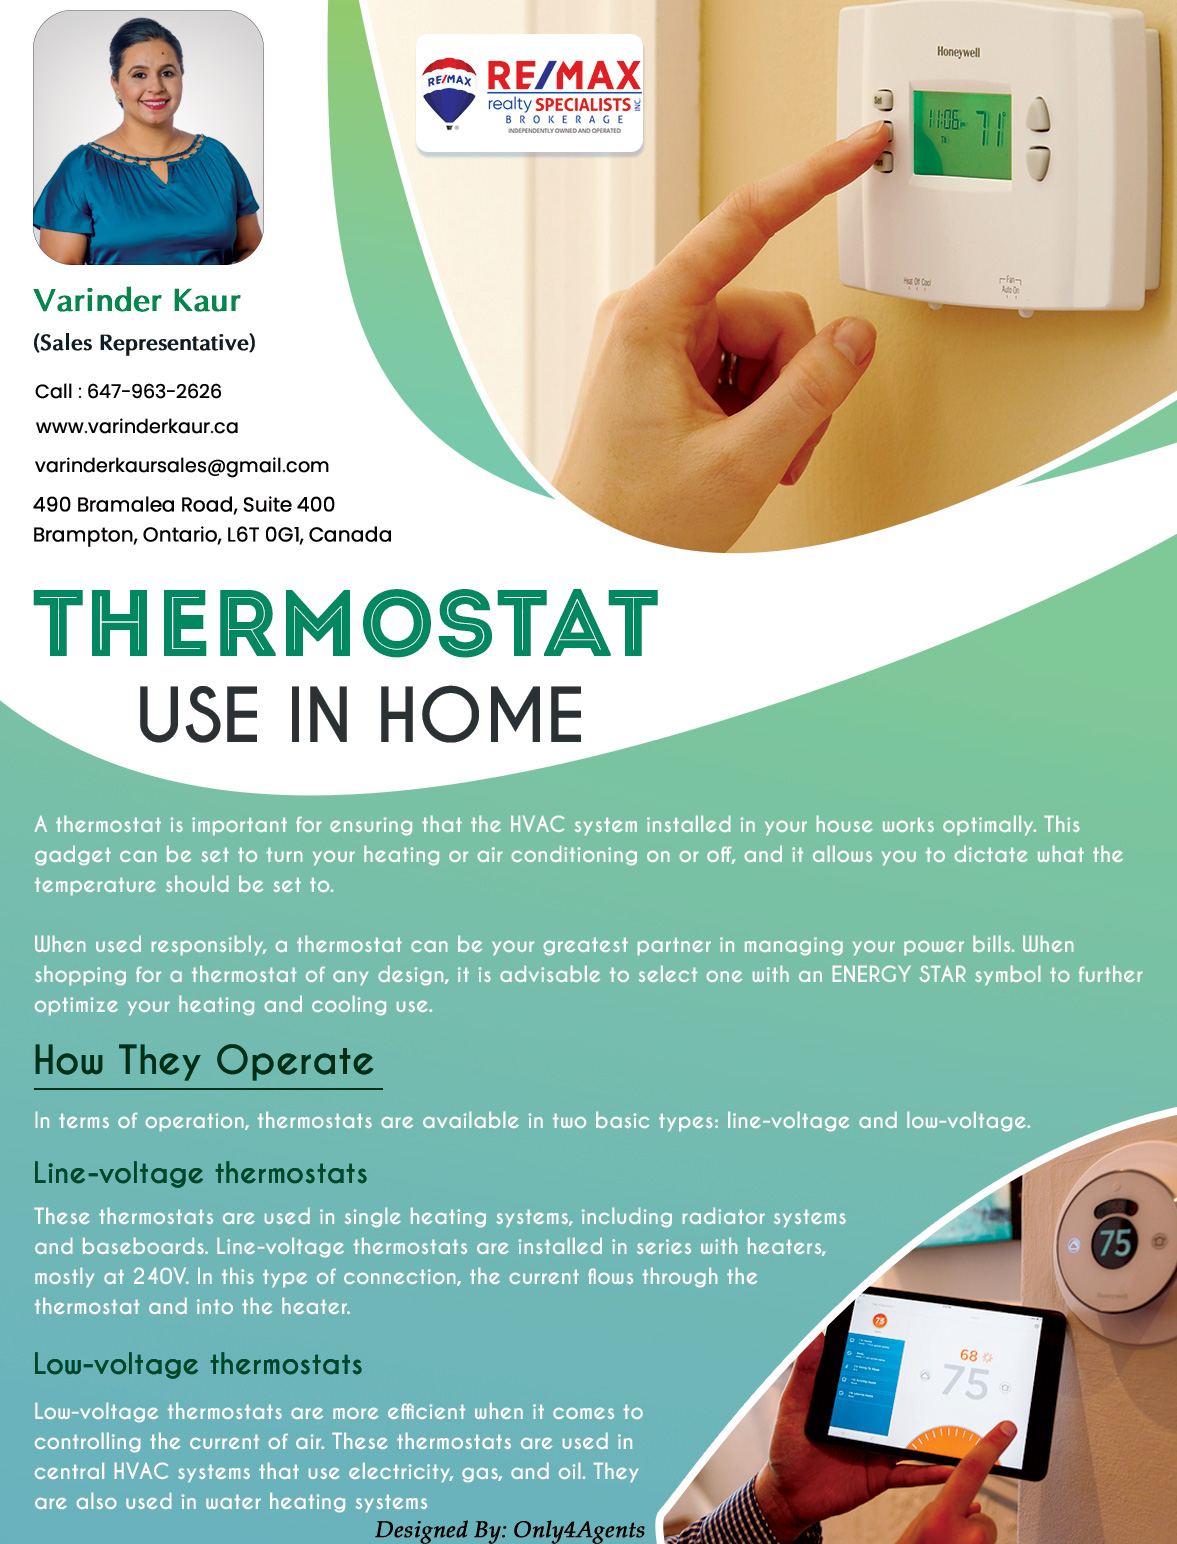 RE/MAX
RE/MAX
realty SPECIALISTS INC.
BROKERAGE
INDEPENDENTLY OWNED AND OPERATED
Honeywell
Set
11:06
71°
Heat Off Cool
Fan
Auto On
Varinder Kaur
(Sales Representative)
Call : 647-963-2626
www.varinderkaur.ca
varinderkaursales@gmail.com
490 Bramalea Road, Suite 400
Brampton, Ontario, L6T 0G1, Canada
THERMOSTAT
USE IN HOME
A thermostat is important for ensuring that the HVAC system installed in your house works optimally. This
gadget can be set to turn your heating or air conditioning on or off, and it allows you to dictate what the
temperature should be set to.
When used responsibly, a thermostat can be your greatest partner in managing your power bills. When
shopping for a thermostat of any design, it is advisable to select one with an ENERGY STAR symbol to further
optimize your heating and cooling use.
How They Operate
In terms of operation, thermostats are available in two basic types: line-voltage and low-voltage.
Line-voltage thermostats
These thermostats are used in single heating systems, including radiator systems
and baseboards. Line-voltage thermostats are installed in series with heaters,
mostly at 240V. In this type of connection, the current flows through the
thermostat and into the heater.
Low-voltage thermostats
Low-voltage thermostats are more efficient when it comes to
controlling the current of air. These thermostats are used in
central HVAC systems that use electricity, gas, and oil. They
are also used in water heating systems
75
Honeywell
75
68
75
Designed By: Only4Agents